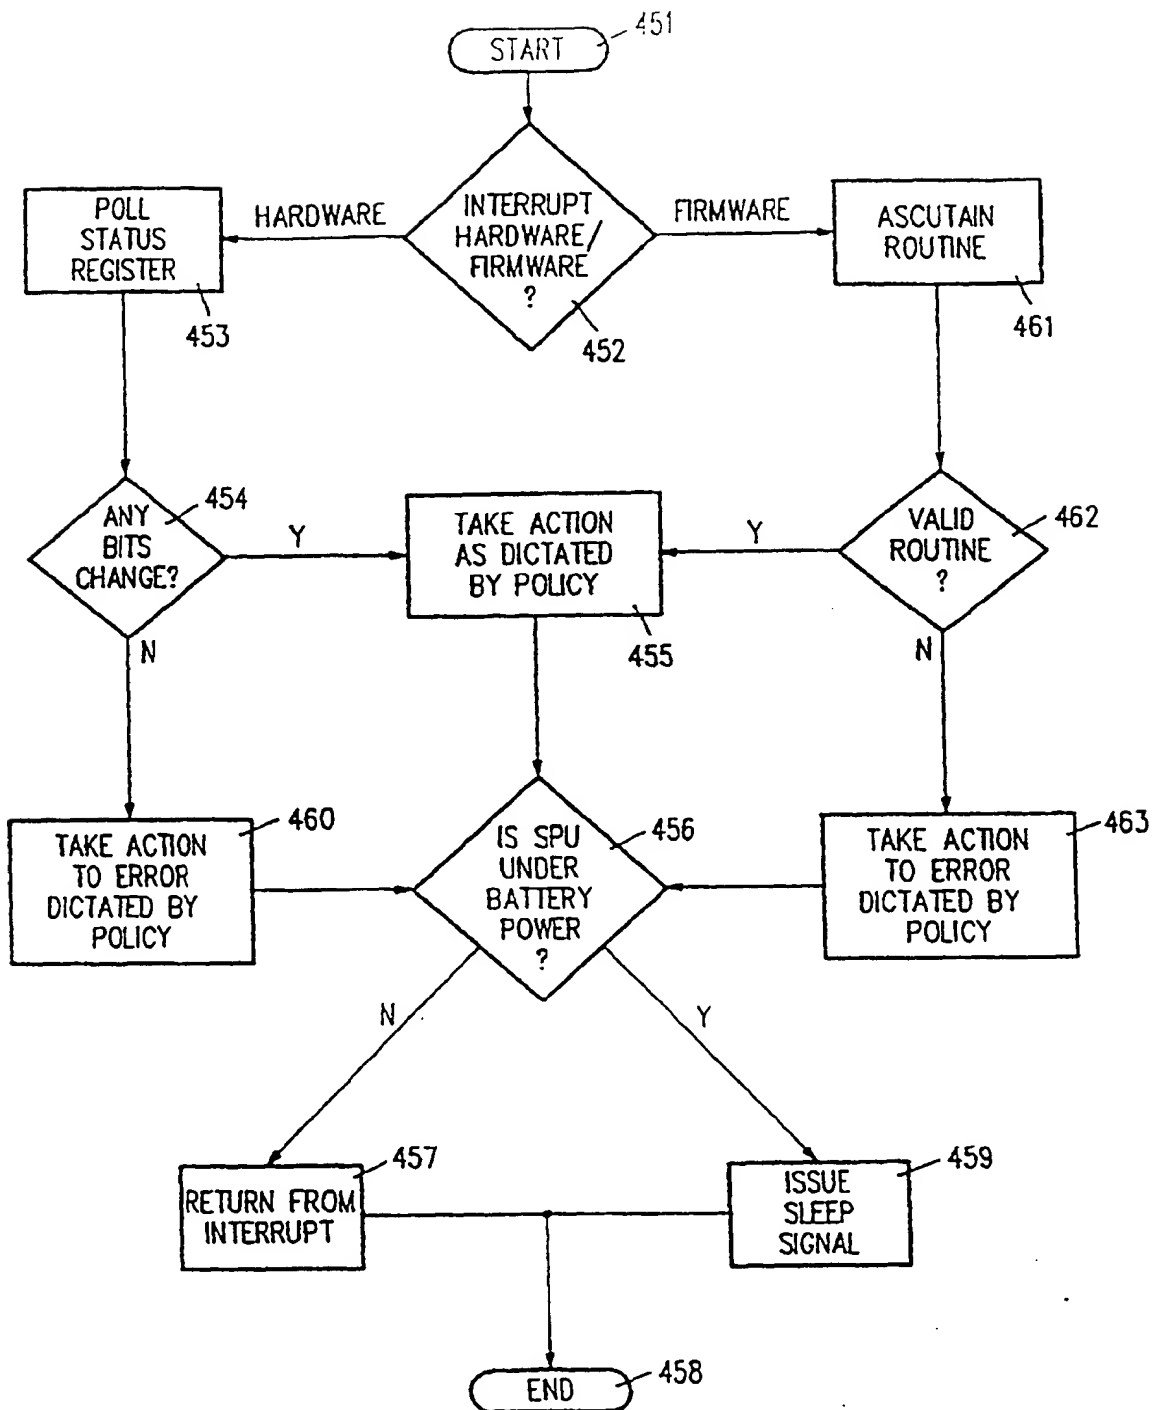 START
451
INTERRUPT
HARDWARE/
FIRMWARE
?
452
HARDWARE
FIRMWARE
POLL
STATUS
REGISTER
453
ASCUTAIN
ROUTINE
461
ANY
BITS
CHANGE?
454
Y
N
TAKE ACTION
AS DICTATED
BY POLICY
455
VALID
ROUTINE
?
462
Y
N
TAKE ACTION
TO ERROR
DICTATED BY
POLICY
460
IS SPU
UNDER
BATTERY
POWER
?
456
TAKE ACTION
TO ERROR
DICTATED BY
POLICY
463
N
Y
RETURN FROM
INTERRUPT
457
ISSUE
SLEEP
SIGNAL
459
END
458